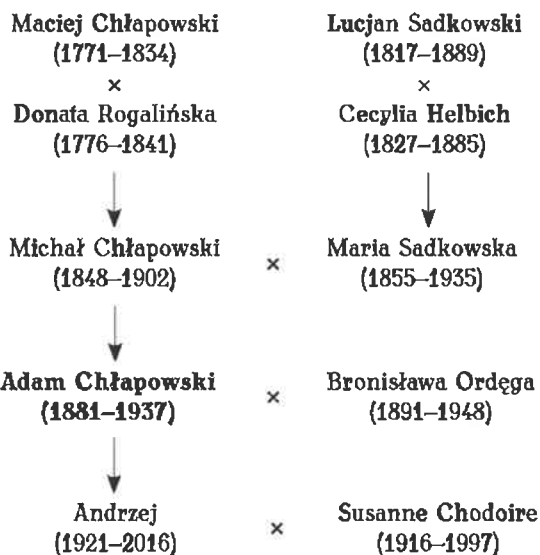 Maciej Chłapowski
(1771–1834)
×
Donata Rogalińska
(1776–1841)
Lucjan Sadkowski
(1817–1889)
×
Cecylia Helbich
(1827–1885)
Michał Chłapowski
(1848–1902)
×
Maria Sadkowska
(1855–1935)
Adam Chłapowski
(1881–1937)
×
Bronisława Ordęga
(1891–1948)
Andrzej
(1921–2016)
×
Susanne Chodoire
(1916–1997)